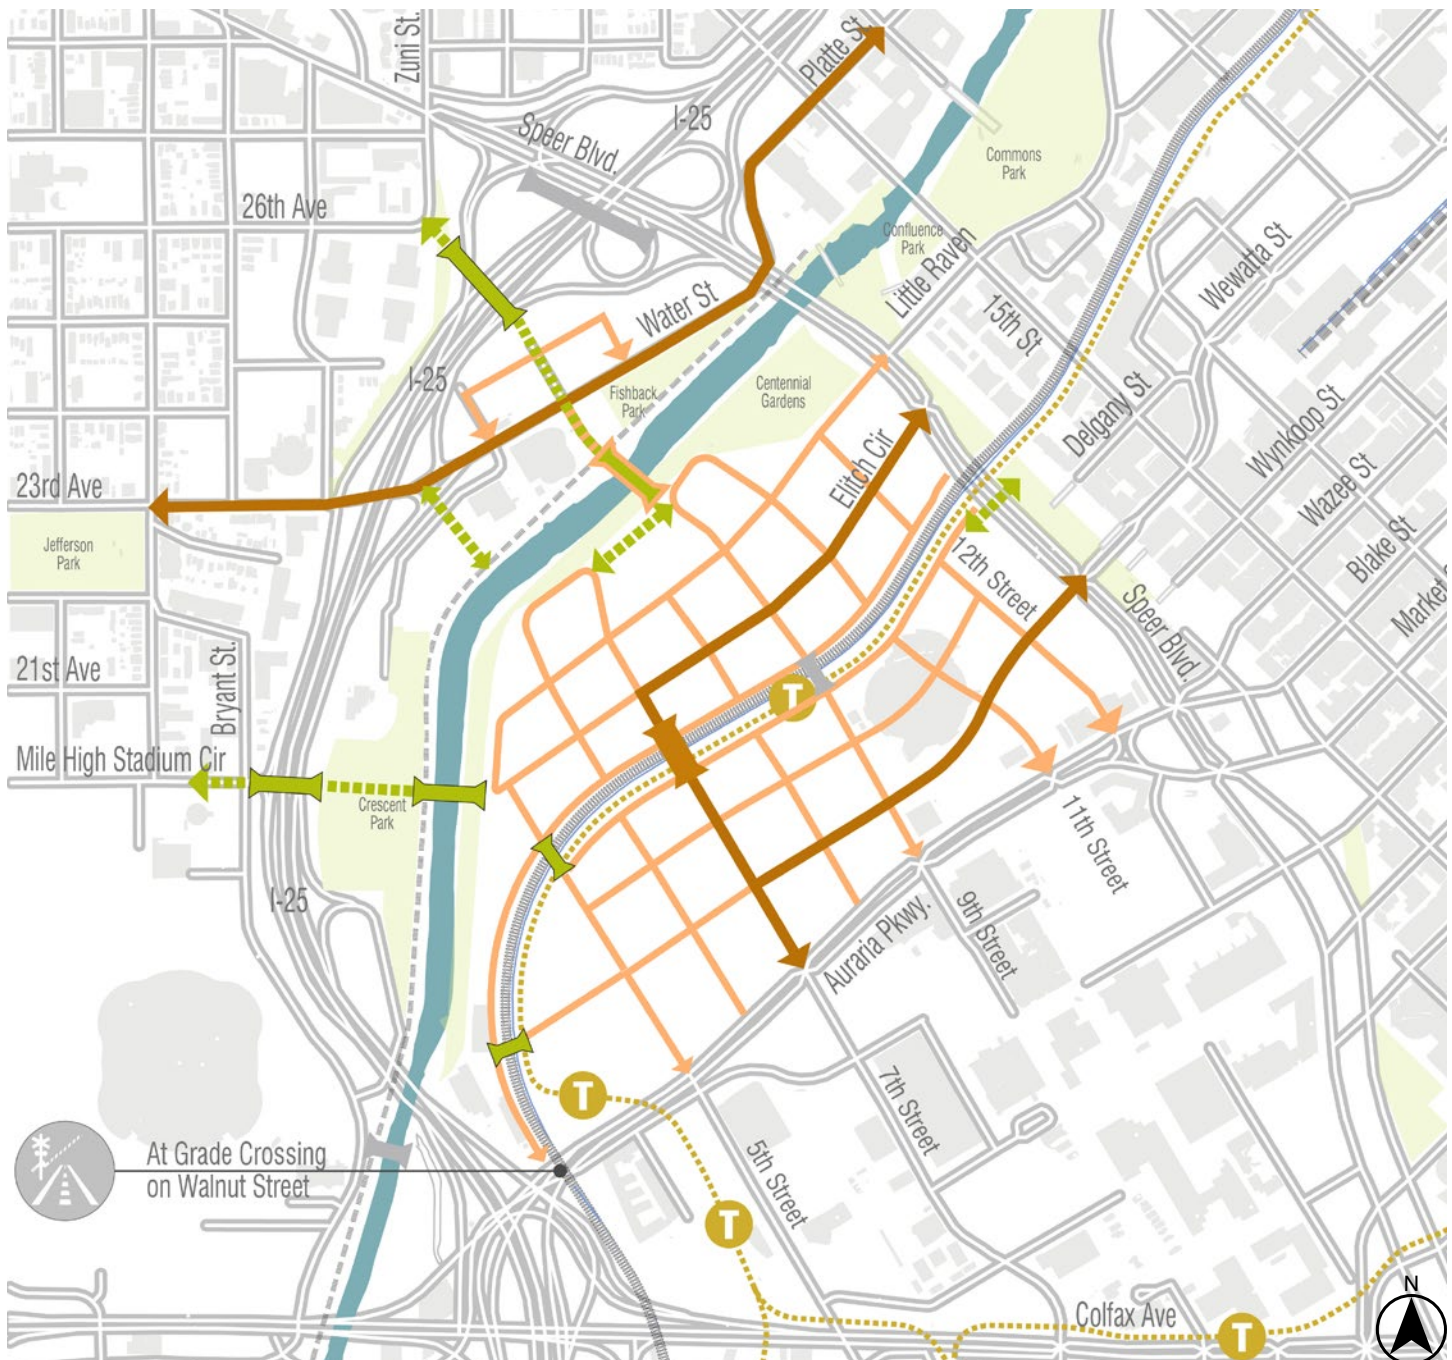 Zuni St.
Platte St.
I-25
Speer Blvd.
Commons
Park
26th Ave
Confluence
Park
Wewatta St
Little Raven
Water St
15th St
I-25
Fishback
Park
Centennial
Gardens
Delgany St
Wynkoop St
Elitch Cir
Wazee St
23rd Ave
Blake St
Jefferson
Park
12th Street
Speer Blvd.
Market
21st Ave
Bryant St.
T
Mile High Stadium Cir
Crescent
Park
11th Street
I-25
9th Street
Auraria Pkwy.
T
7th Street
At Grade Crossing
on Walnut Street
5th Street
T
N
Colfax Ave
T